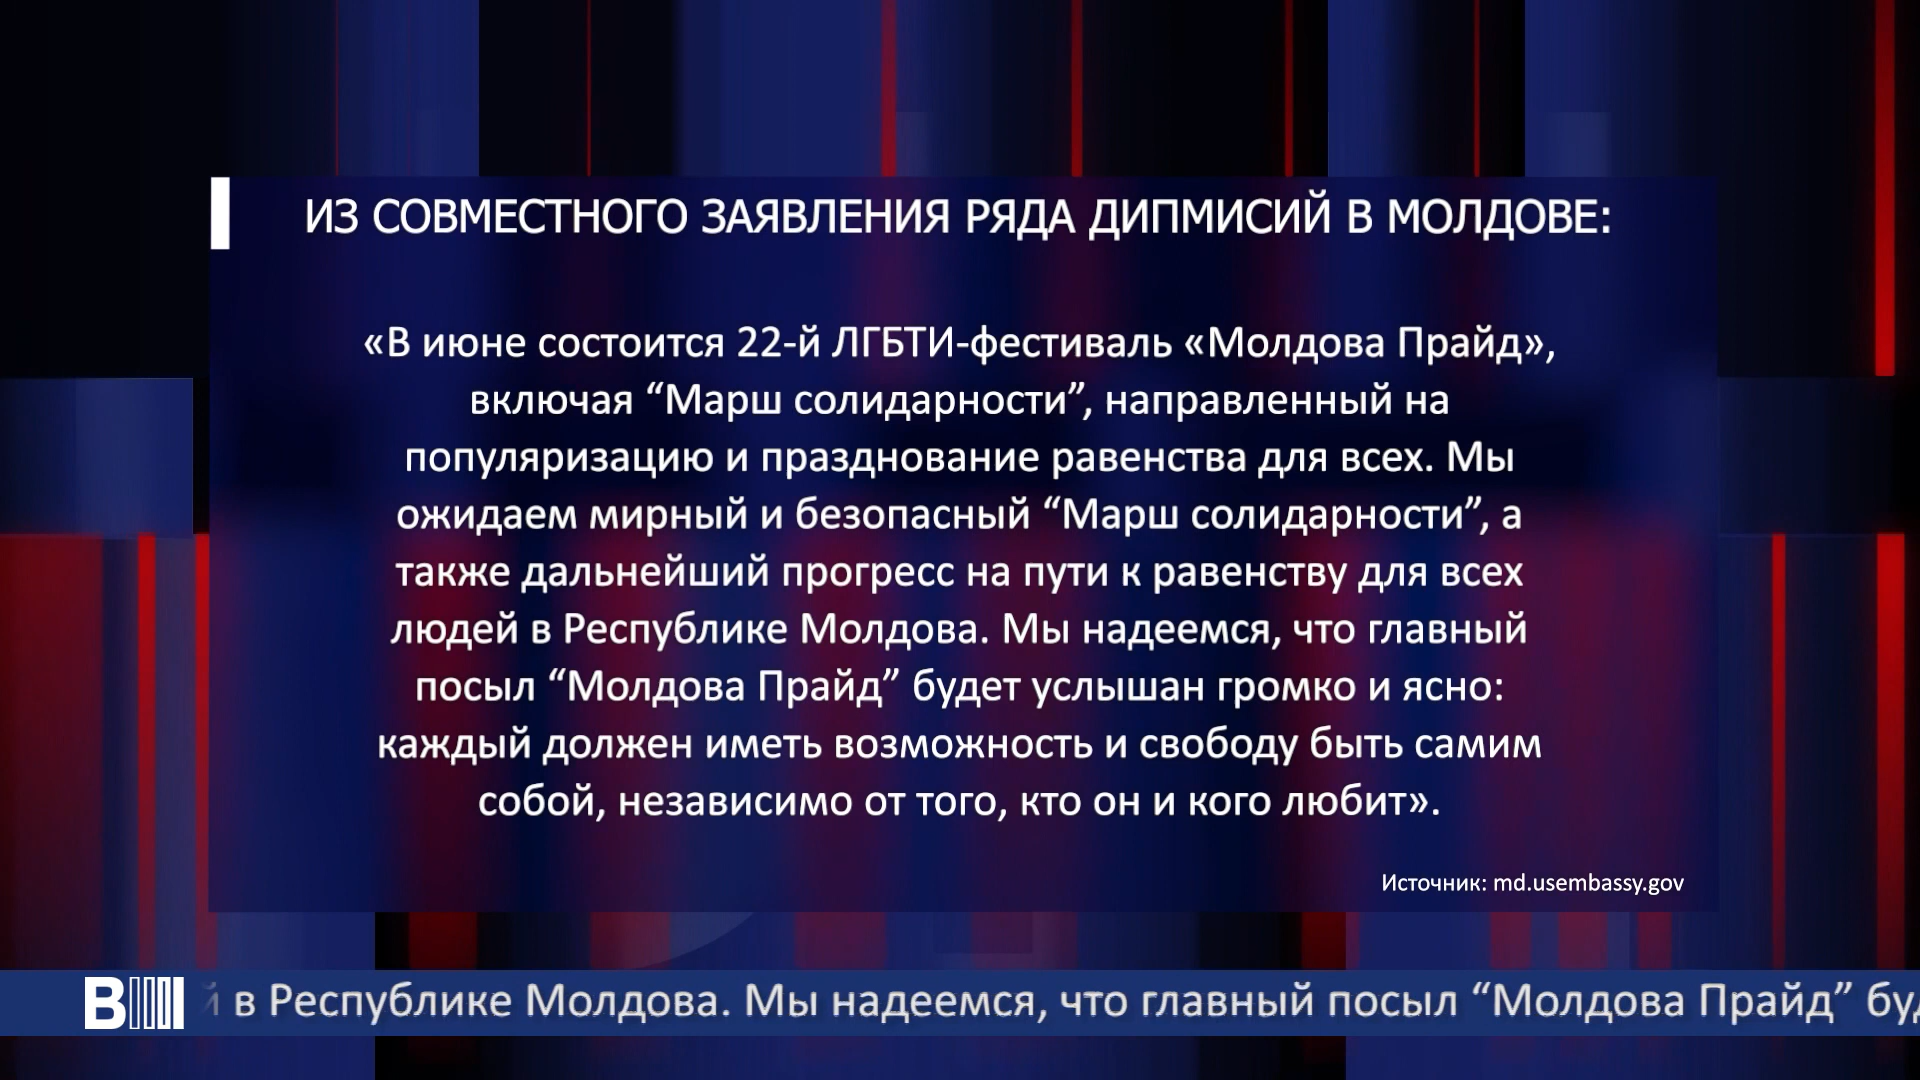 ИЗ СОВМЕСТНОГО ЗАЯВЛЕНИЯ РЯДА ДИПМИСИЙ В МОЛДОВЕ:
«В июне состоится 22-й ЛГБТИ-фестиваль «Молдова Прайд»,
включая “Марш солидарности”, направленный на
популяризацию и празднование равенства для всех. Мы
ожидаем мирный и безопасный “Марш солидарности”, а
также дальнейший прогресс на пути к равенству для всех
людей в Республике Молдова. Мы надеемся, что главный
посыл “Молдова Прайд” будет услышан громко и ясно:
каждый должен иметь возможность и свободу быть самим
собой, независимо от того, кто он и кого любит».
Источник: md.usembassy.gov
В й в Республике Молдова. Мы надеемся, что главный посыл “Молдова Прайд” буд